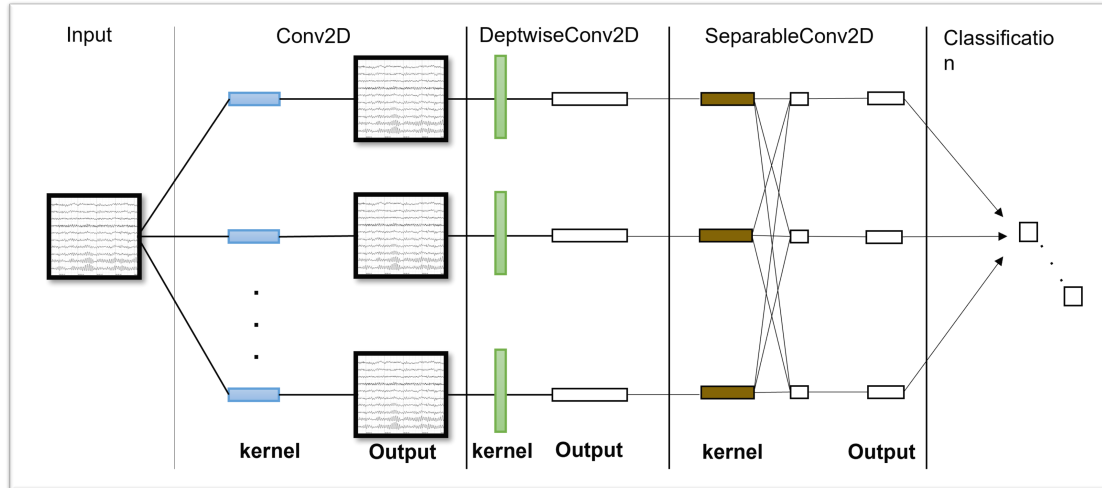 Input
Conv2D
DeptwiseConv2D
SeparableConv2D
Classificatio
n
kernel
Output
kernel
Output
kernel
Output